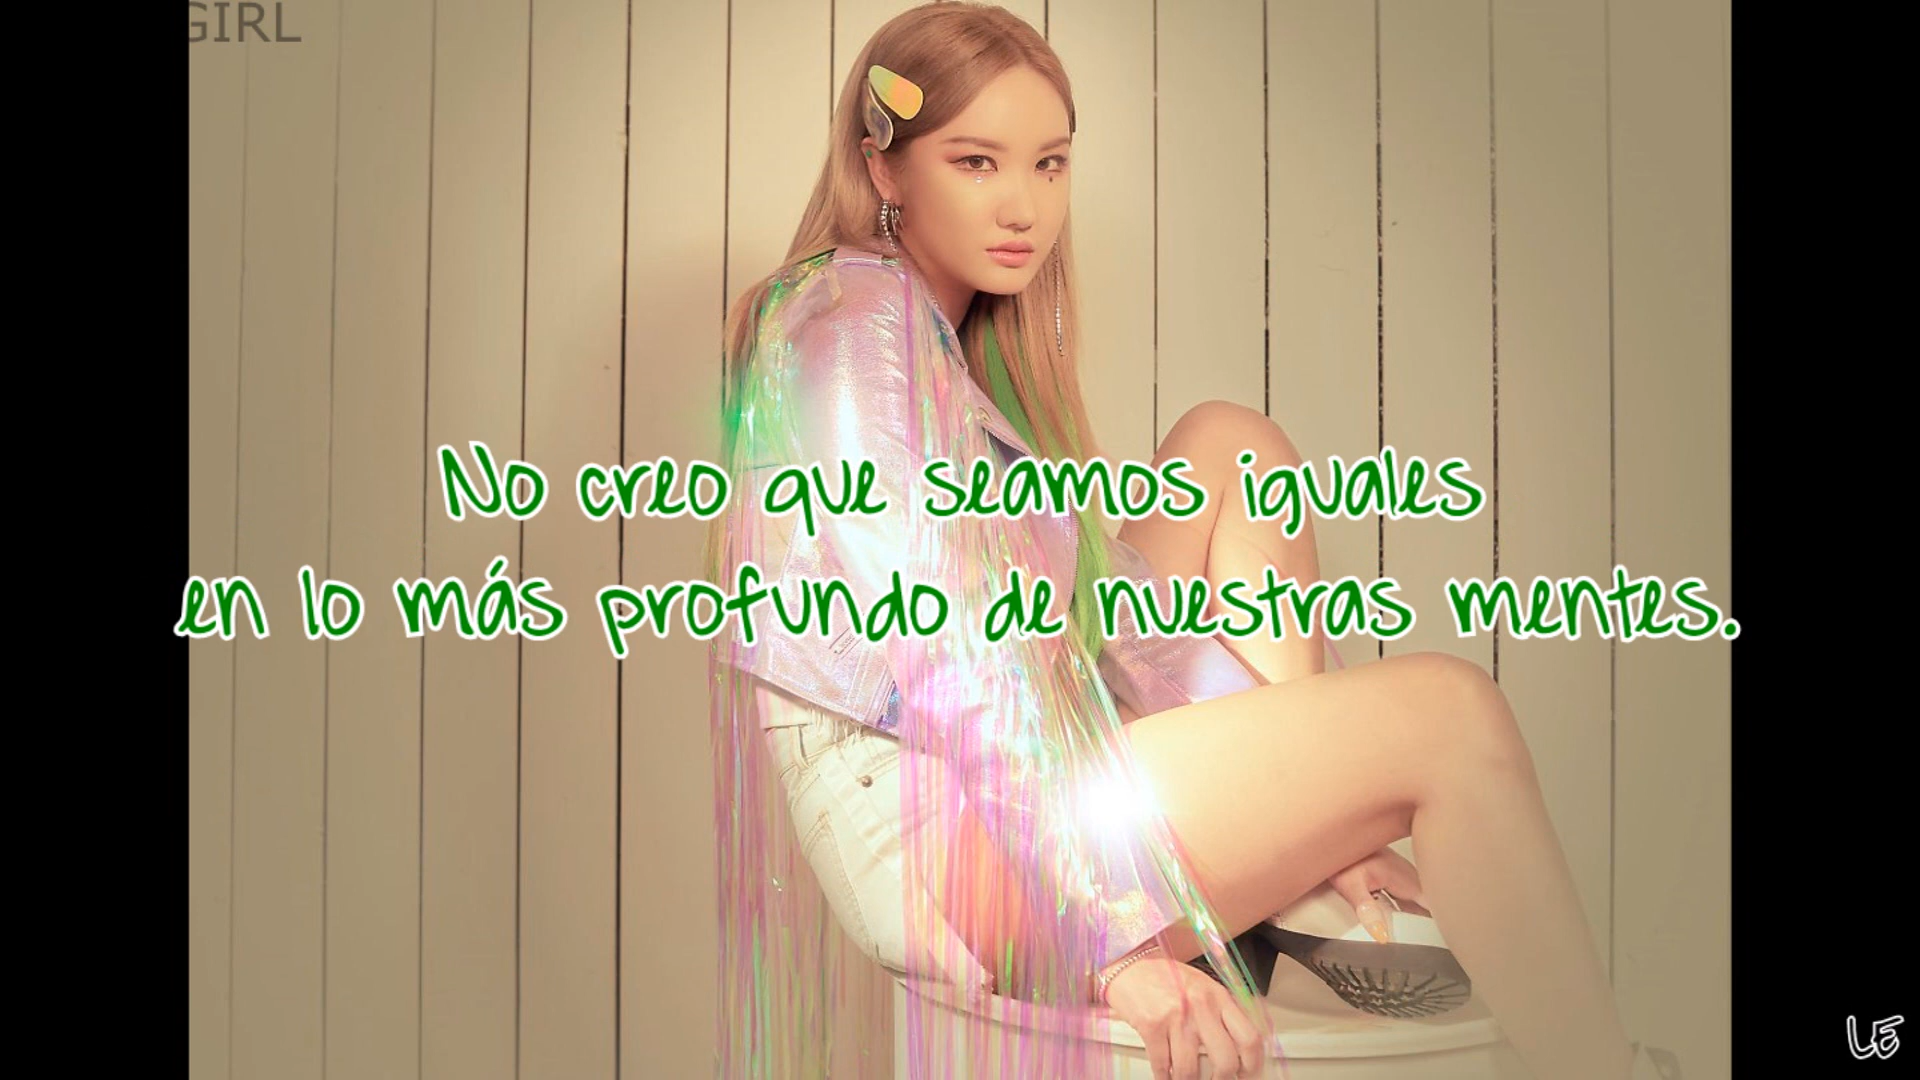 GIRL
No creo que seamos iguales
en lo más profundo de nuestras mentes.
LE